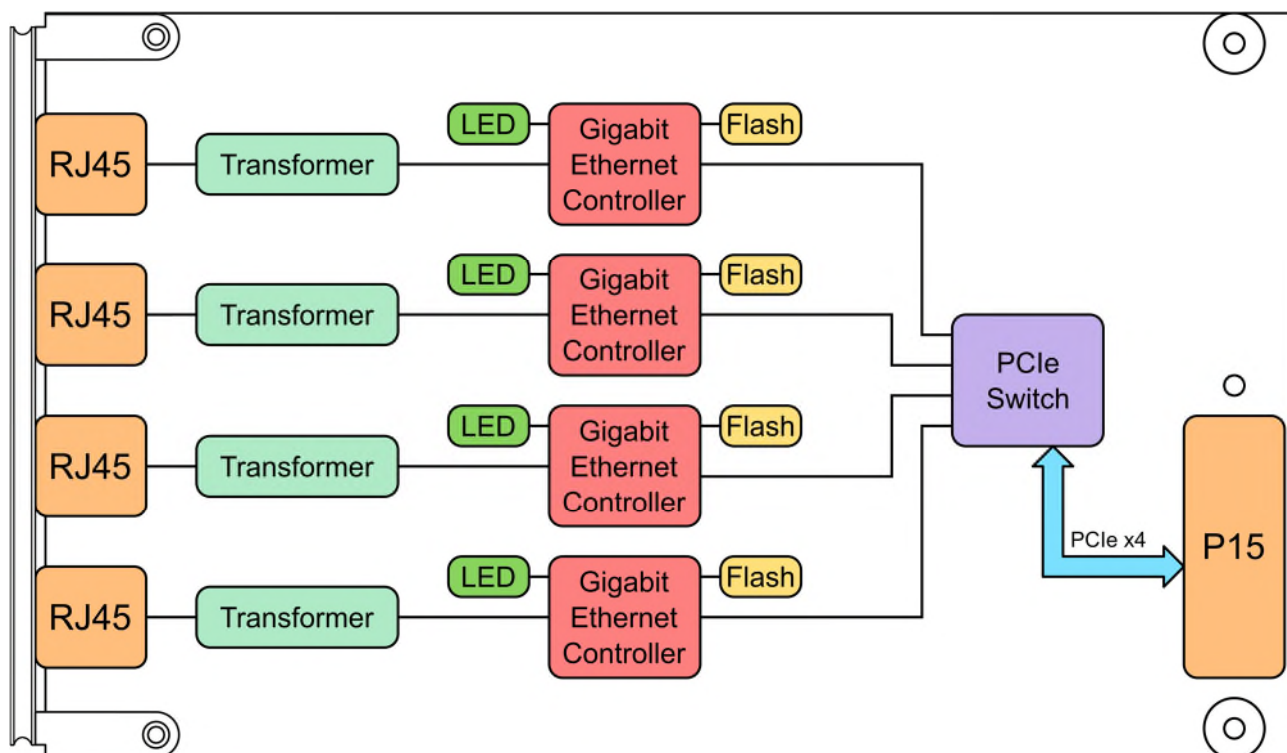 RJ45
Transformer
LED
Gigabit
Ethernet
Controller
Flash
RJ45
Transformer
LED
Gigabit
Ethernet
Controller
Flash
RJ45
Transformer
LED
Gigabit
Ethernet
Controller
Flash
RJ45
Transformer
LED
Gigabit
Ethernet
Controller
Flash
PCIe
Switch
PCIe x4
P15